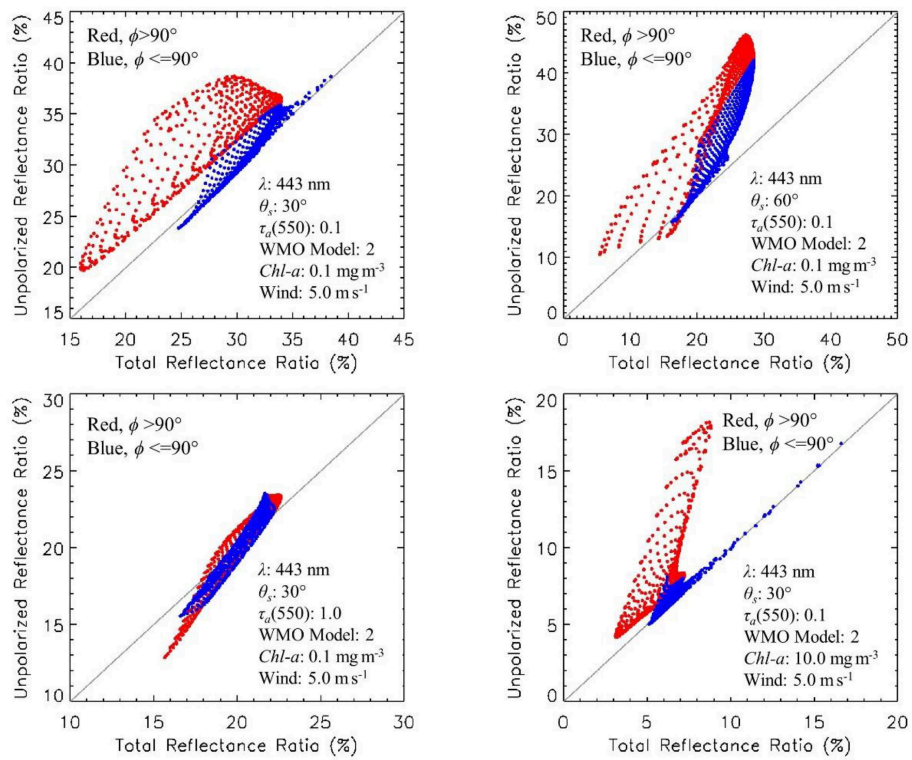 45
40
35
30
25
20
15
Unpolarized Reflectance Ratio (%)
Red, ϕ>90°
Blue, ϕ <=90°
λ: 443 nm
θs: 30°
τa(550): 0.1
WMO Model: 2
Chl-a: 0.1 mg m-3
Wind: 5.0 m s-1
15 20 25 30 35 40 45
Total Reflectance Ratio (%)
50
40
30
20
10
0
Unpolarized Reflectance Ratio (%)
Red, ϕ>90°
Blue, ϕ <=90°
λ: 443 nm
θs: 60°
τa(550): 0.1
WMO Model: 2
Chl-a: 0.1 mg m-3
Wind: 5.0 m s-1
0 10 20 30 40 50
Total Reflectance Ratio (%)
30
25
20
15
10
Unpolarized Reflectance Ratio (%)
Red, ϕ >90°
Blue, ϕ <=90°
λ: 443 nm
θs: 30°
τa(550): 1.0
WMO Model: 2
Chl-a: 0.1 mg m-3
Wind: 5.0 m s-1
10 14 18 22 26 30
Total Reflectance Ratio (%)
20
15
10
5
0
Unpolarized Reflectance Ratio (%)
Red, ϕ >90°
Blue, ϕ <=90°
λ: 443 nm
θs: 30°
τa(550): 0.1
WMO Model: 2
Chl-a: 10.0 mg m-3
Wind: 5.0 m s-1
0 5 10 15 20
Total Reflectance Ratio (%)